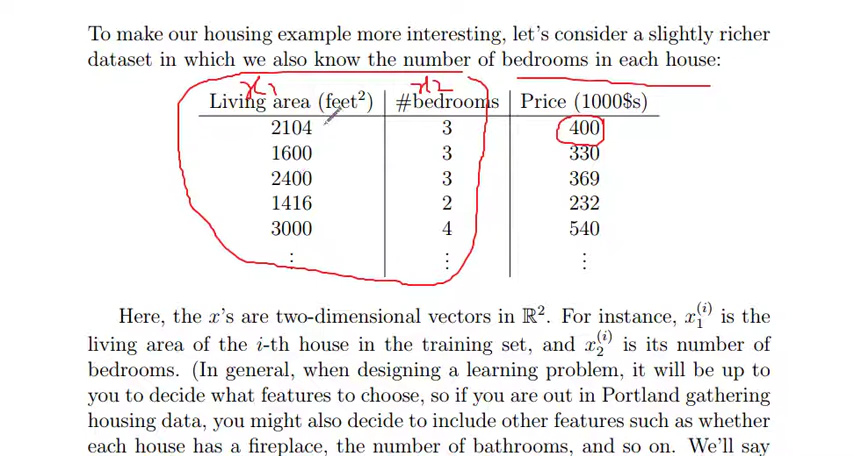 To make our housing example more interesting, let's consider a slightly richer
dataset in which we also know the number of bedrooms in each house:
x1 x2
Living area (feet²) #bedrooms Price (1000$s)
2104 3 400
1600 3 330
2400 3 369
1416 2 232
3000 4 540
⋮ ⋮ ⋮
Here, the x's are two-dimensional vectors in ℝ². For instance, x₁⁽ⁱ⁾ is the
living area of the i-th house in the training set, and x₂⁽ⁱ⁾ is its number of
bedrooms. (In general, when designing a learning problem, it will be up to
you to decide what features to choose, so if you are out in Portland gathering
housing data, you might also decide to include other features such as whether
each house has a fireplace, the number of bathrooms, and so on. We'll say